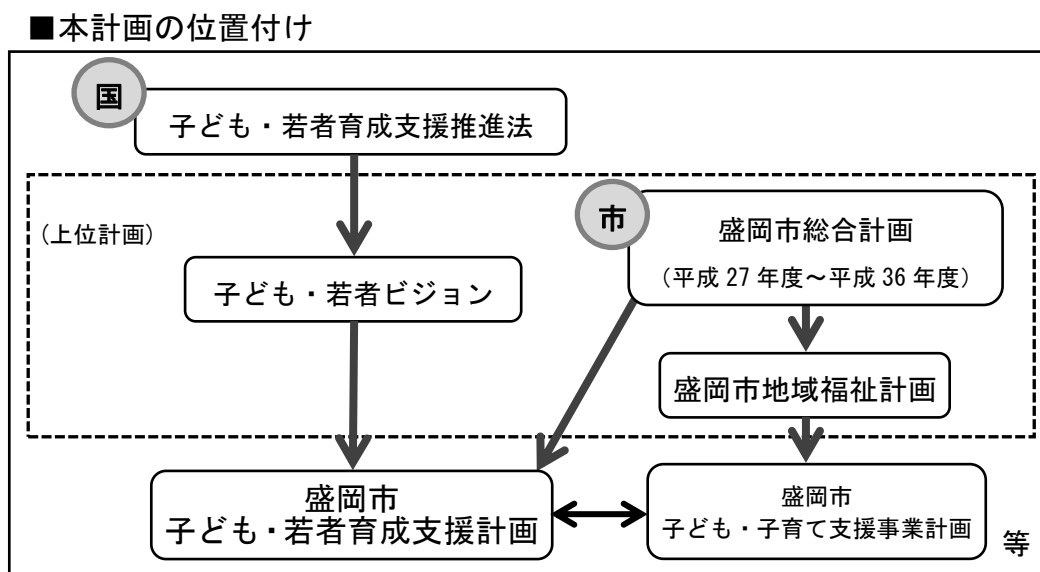 ■本計画の位置付け
国
子ども・若者育成支援推進法
（上位計画）
市
盛岡市総合計画
（平成 27 年度～平成 36 年度）
子ども・若者ビジョン
盛岡市地域福祉計画
盛岡市
子ども・若者育成支援計画
盛岡市
子ども・子育て支援事業計画
等